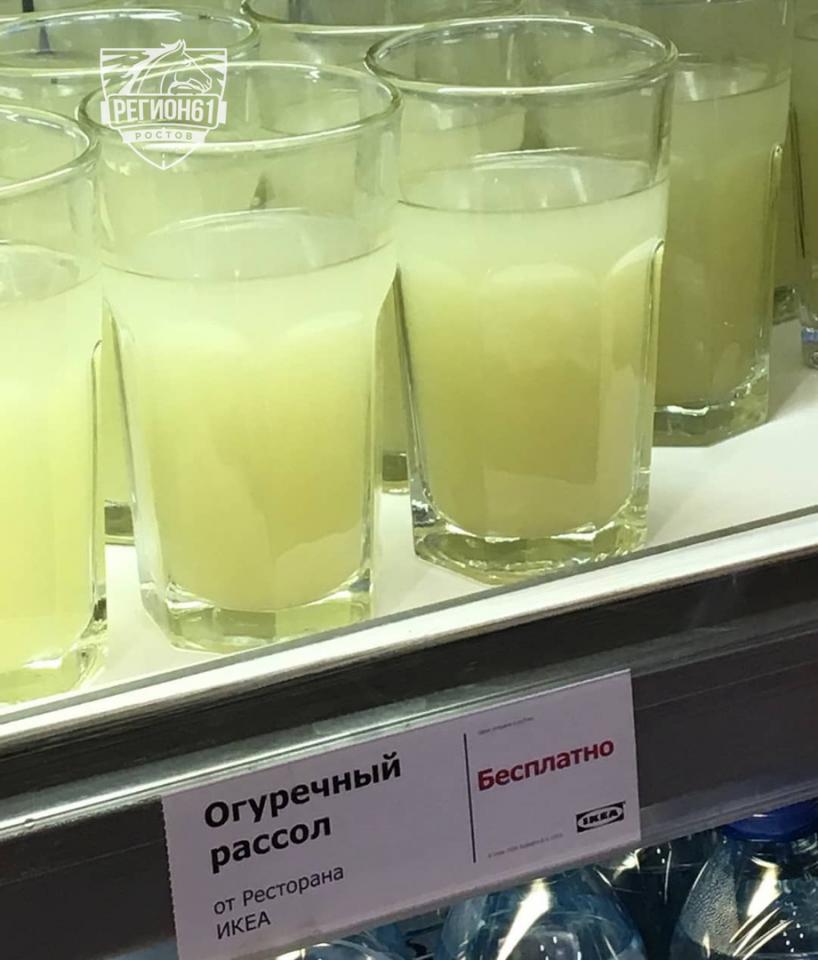 РЕГИОН61
РОСТОВ
Огуречный
рассол
от Ресторана
ИКЕА
Бесплатно
IKEA